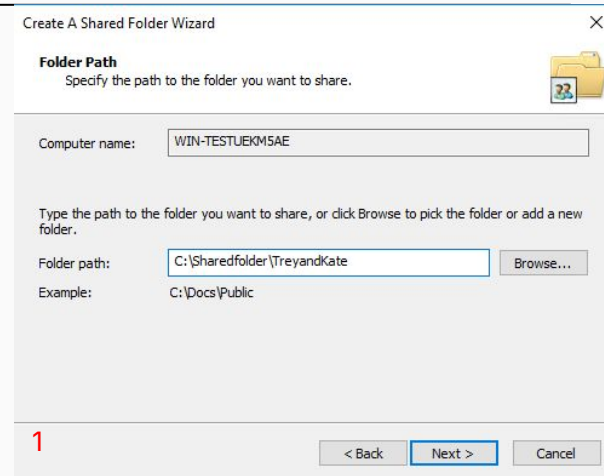 Create A Shared Folder Wizard
Folder Path
Specify the path to the folder you want to share.
Computer name: WIN-TESTUEKM5AE
Type the path to the folder you want to share, or click Browse to pick the folder or add a new
folder.
Folder path: C:\Sharedfolder\TreyandKate Browse...
Example: C:\Docs\Public
1
< Back Next > Cancel